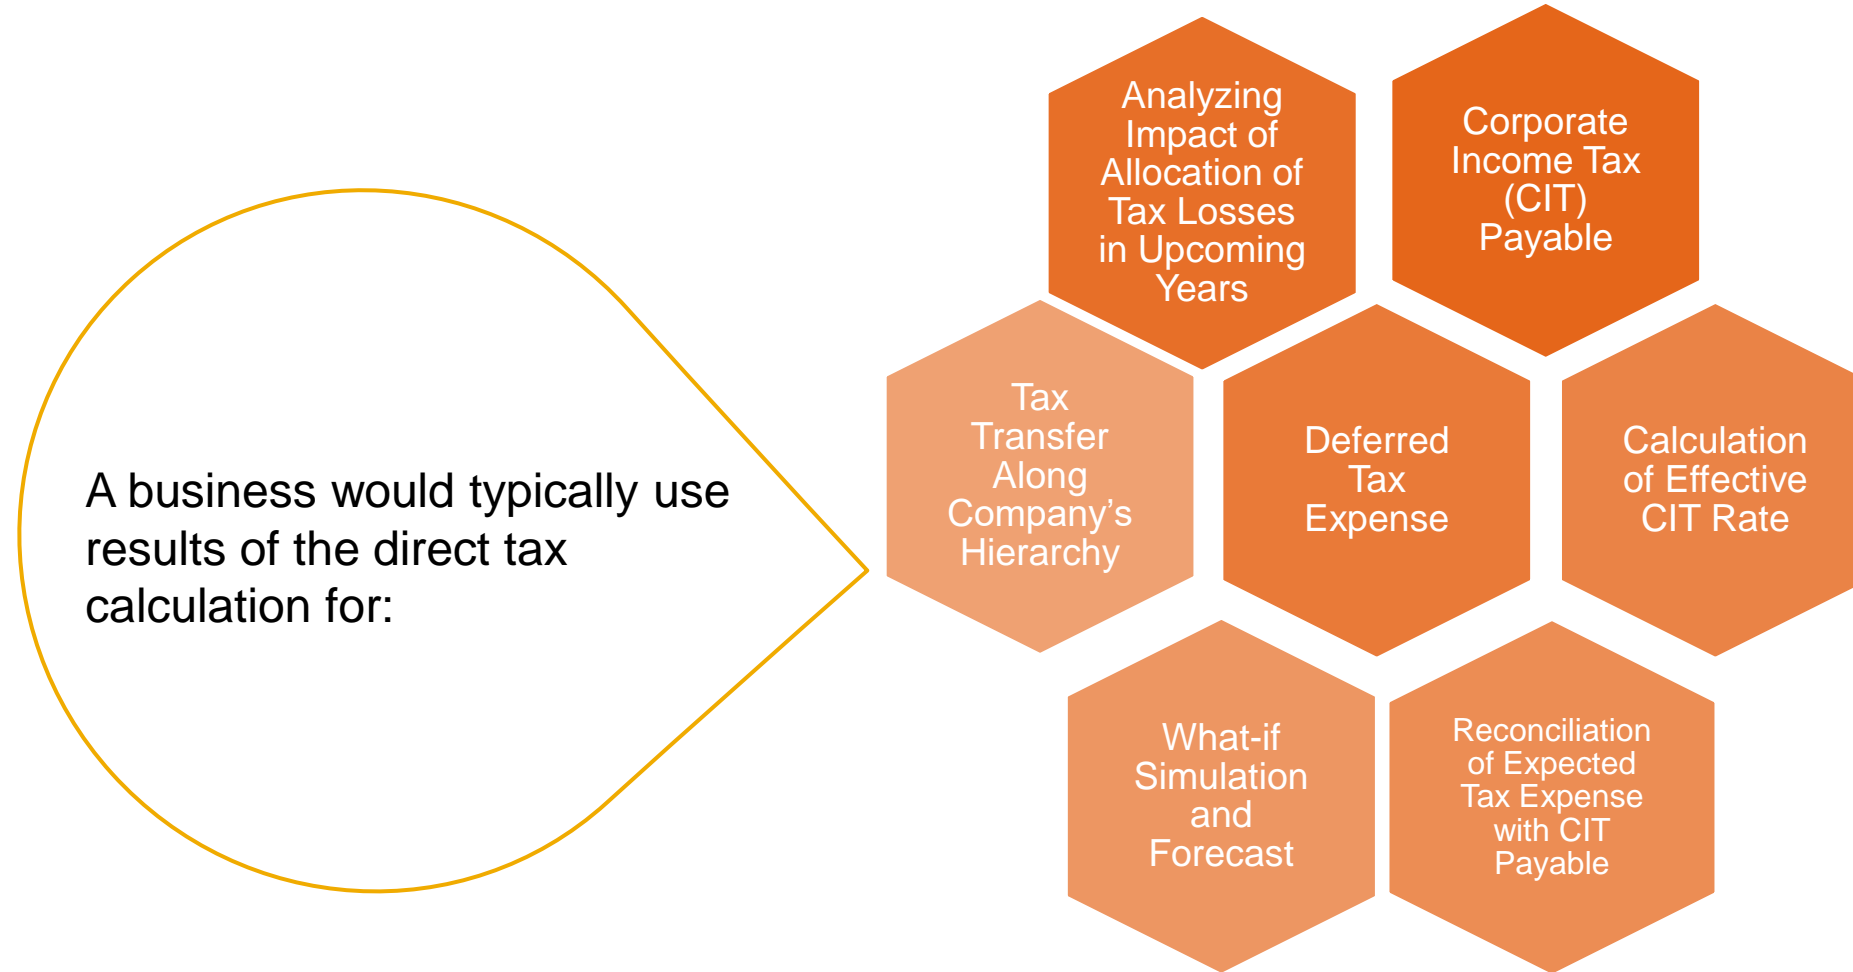 A business would typically use
results of the direct tax
calculation for:
Analyzing
Impact of
Allocation of
Tax Losses
in Upcoming
Years
Corporate
Income Tax
(CIT)
Payable
Tax
Transfer
Along
Company’s
Hierarchy
Deferred
Tax
Expense
Calculation
of Effective
CIT Rate
What-if
Simulation
and
Forecast
Reconciliation
of Expected
Tax Expense
with CIT
Payable